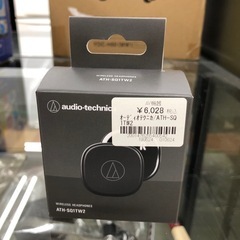 audio-technica
¥6,028
オーディオテクニカ/ATH-SQ
1TW2
WIRELESS EARPHONES
ATH-SQ1TW2